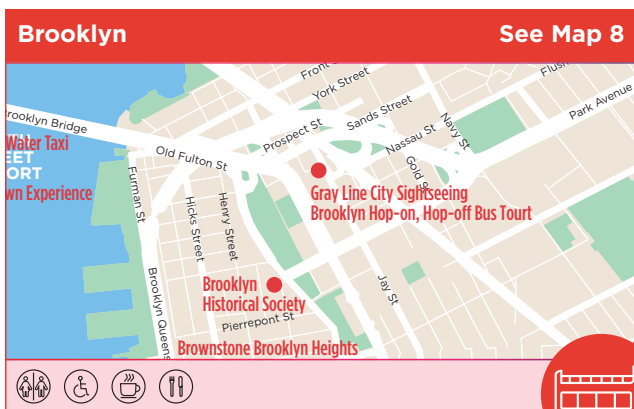 Brooklyn
See Map 8
Front
York Street
Flush
Park Avenue
Sands Street
Navy St
Prospect St
Nassau St
rooklyn Bridge
Water Taxi
EET
ORT
wn Experience
Old Fulton St
Gold St
Gray Line City Sightseeing
Brooklyn Hop-on, Hop-off Bus Tourt
Furman St
Hicks Street
Henry Street
Brooklyn
Historical Society
Jay St
Brooklyn Queens
Pierrepont St
Brownstone Brooklyn Heights